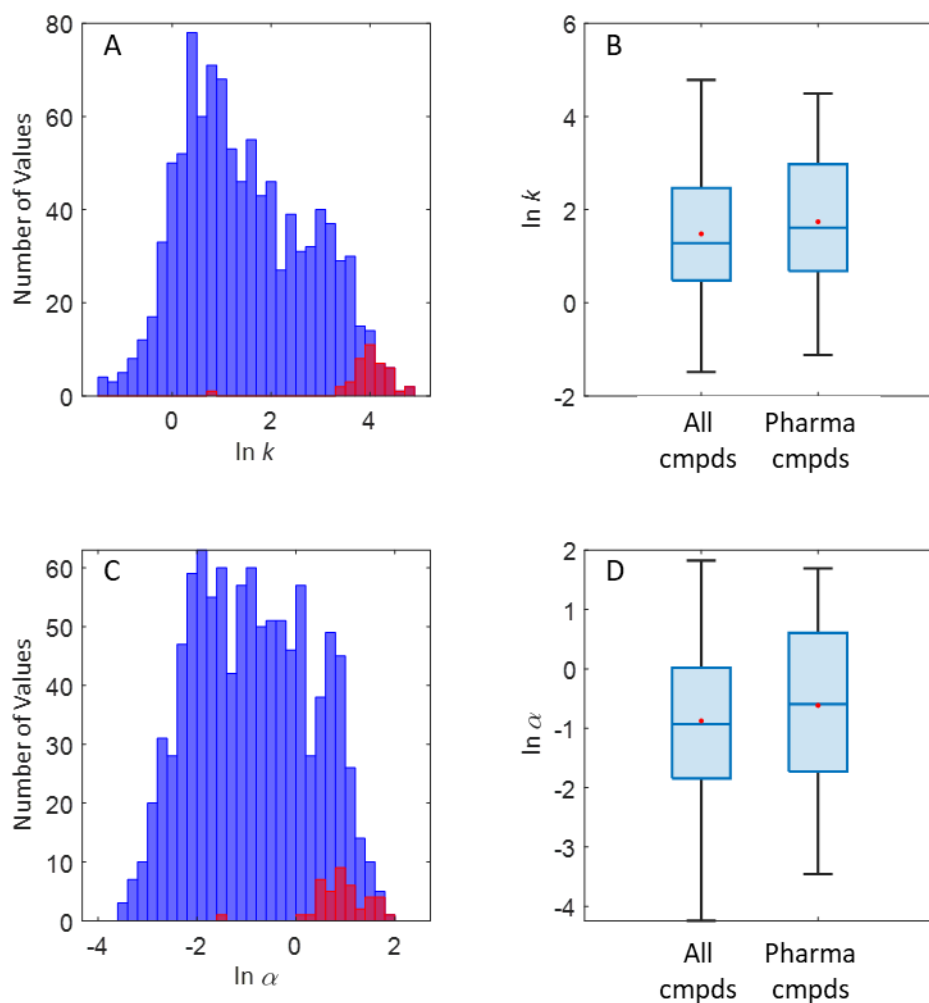 A
80
60
40
20
0
Number of Values
0 2 4
ln k
B
6
4
2
0
-2
ln k
All Pharma
cmpds cmpds
C
60
50
40
30
20
10
0
Number of Values
-4 -2 0 2
ln α
D
2
1
0
-1
-2
-3
-4
ln α
All Pharma
cmpds cmpds